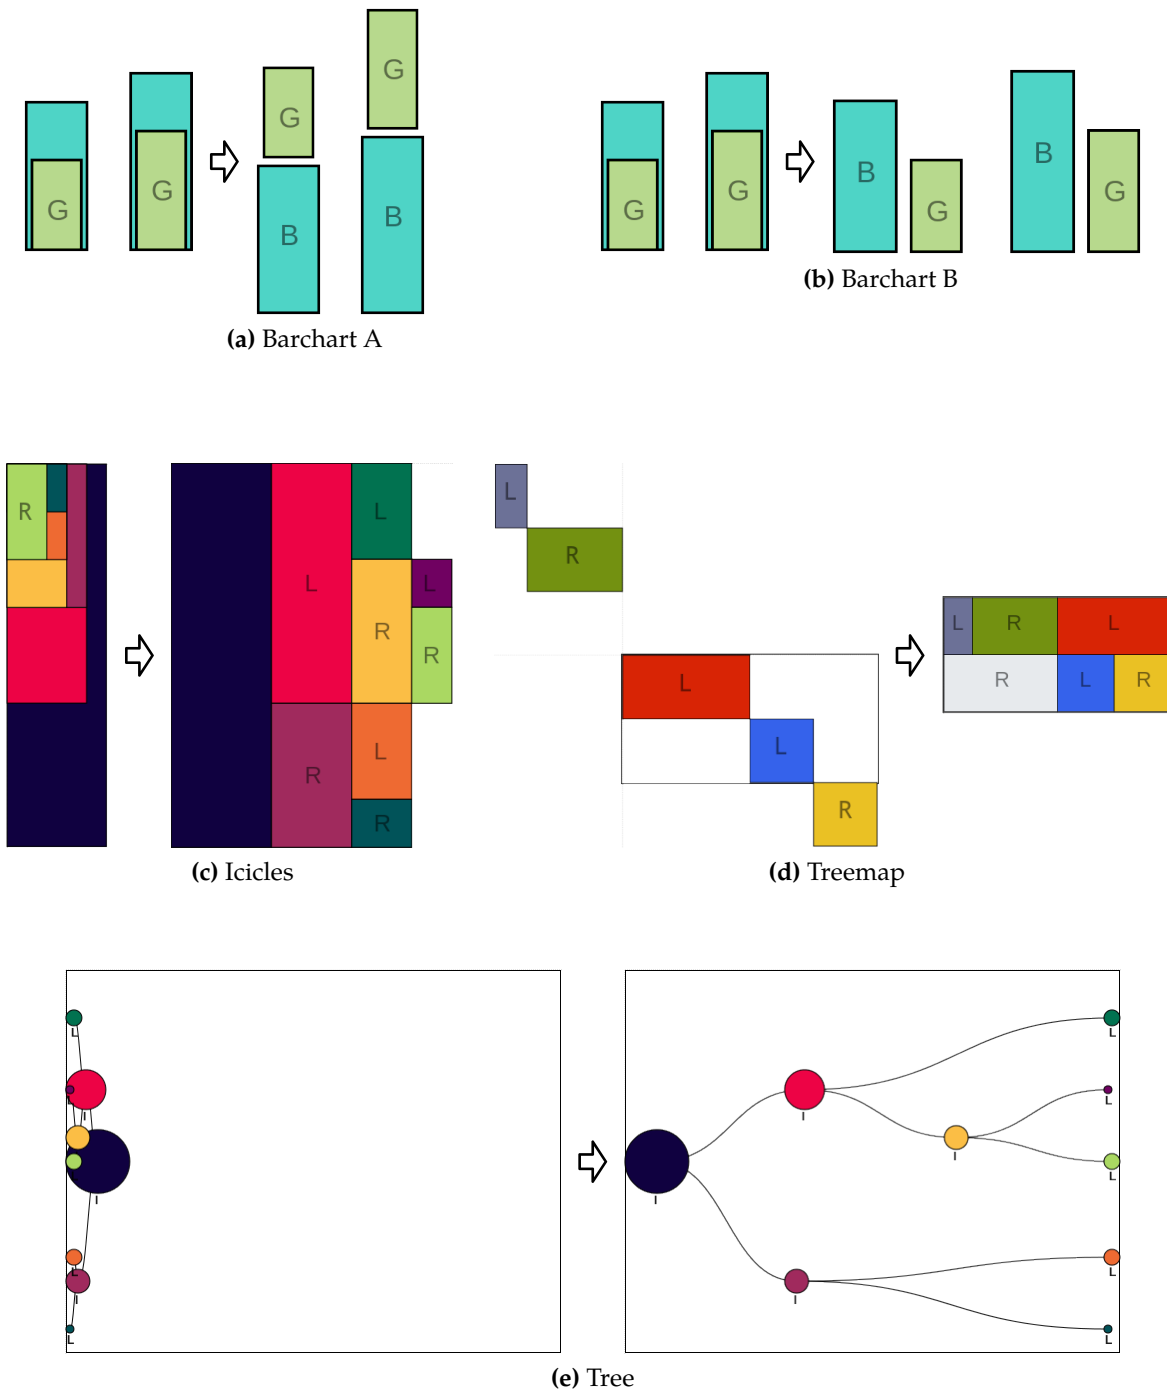 G G G B G B
G G B G B G
(a) Barchart A
(b) Barchart B
R L L R L R R L R
L R L L R L R L R L R
(c) Icicles
(d) Treemap
L
L
I
I
L
I
L
I
L
I
L
I
L
L
L
I
L
(e) Tree